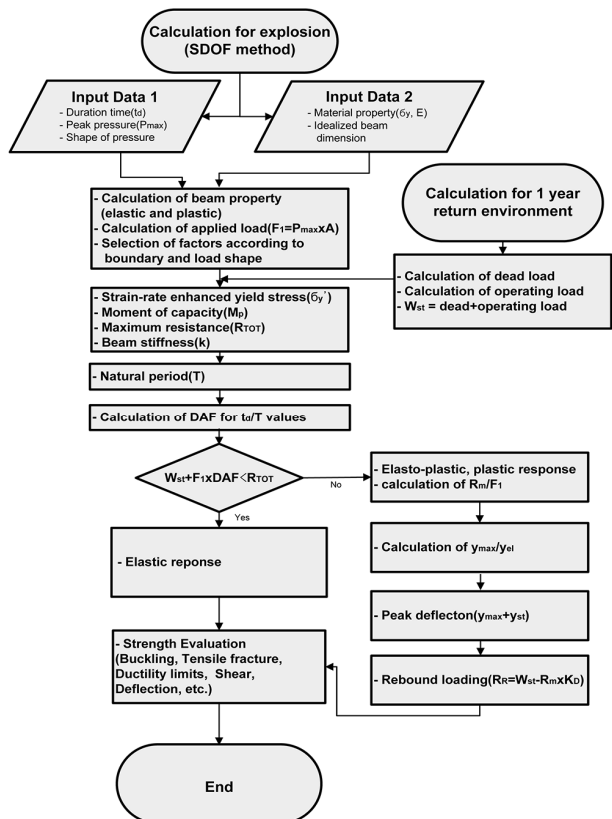 Calculation for explosion
(SDOF method)
Input Data 1
- Duration time(td)
- Peak pressure(Pmax)
- Shape of pressure
Input Data 2
- Material property(σy, E)
- Idealized beam
dimension
- Calculation of beam property
(elastic and plastic)
- Calculation of applied load(F1=PmaxxA)
- Selection of factors according to
boundary and load shape
Calculation for 1 year
return environment
- Calculation of dead load
- Calculation of operating load
- Wst = dead+operating load
- Strain-rate enhanced yield stress(σy')
- Moment of capacity(Mp)
- Maximum resistance(RTOT)
- Beam stiffness(k)
- Natural period(T)
- Calculation of DAF for td/T values
Wst+F1xDAF<RTOT
No
Yes
- Elasto-plastic, plastic response
- calculation of Rm/F1
- Elastic reponse
- Calculation of ymax/yel
- Peak deflecton(ymax+yst)
- Strength Evaluation
(Buckling, Tensile fracture,
Ductility limits, Shear,
Deflection, etc.)
- Rebound loading(RR=Wst-RmxKD)
End